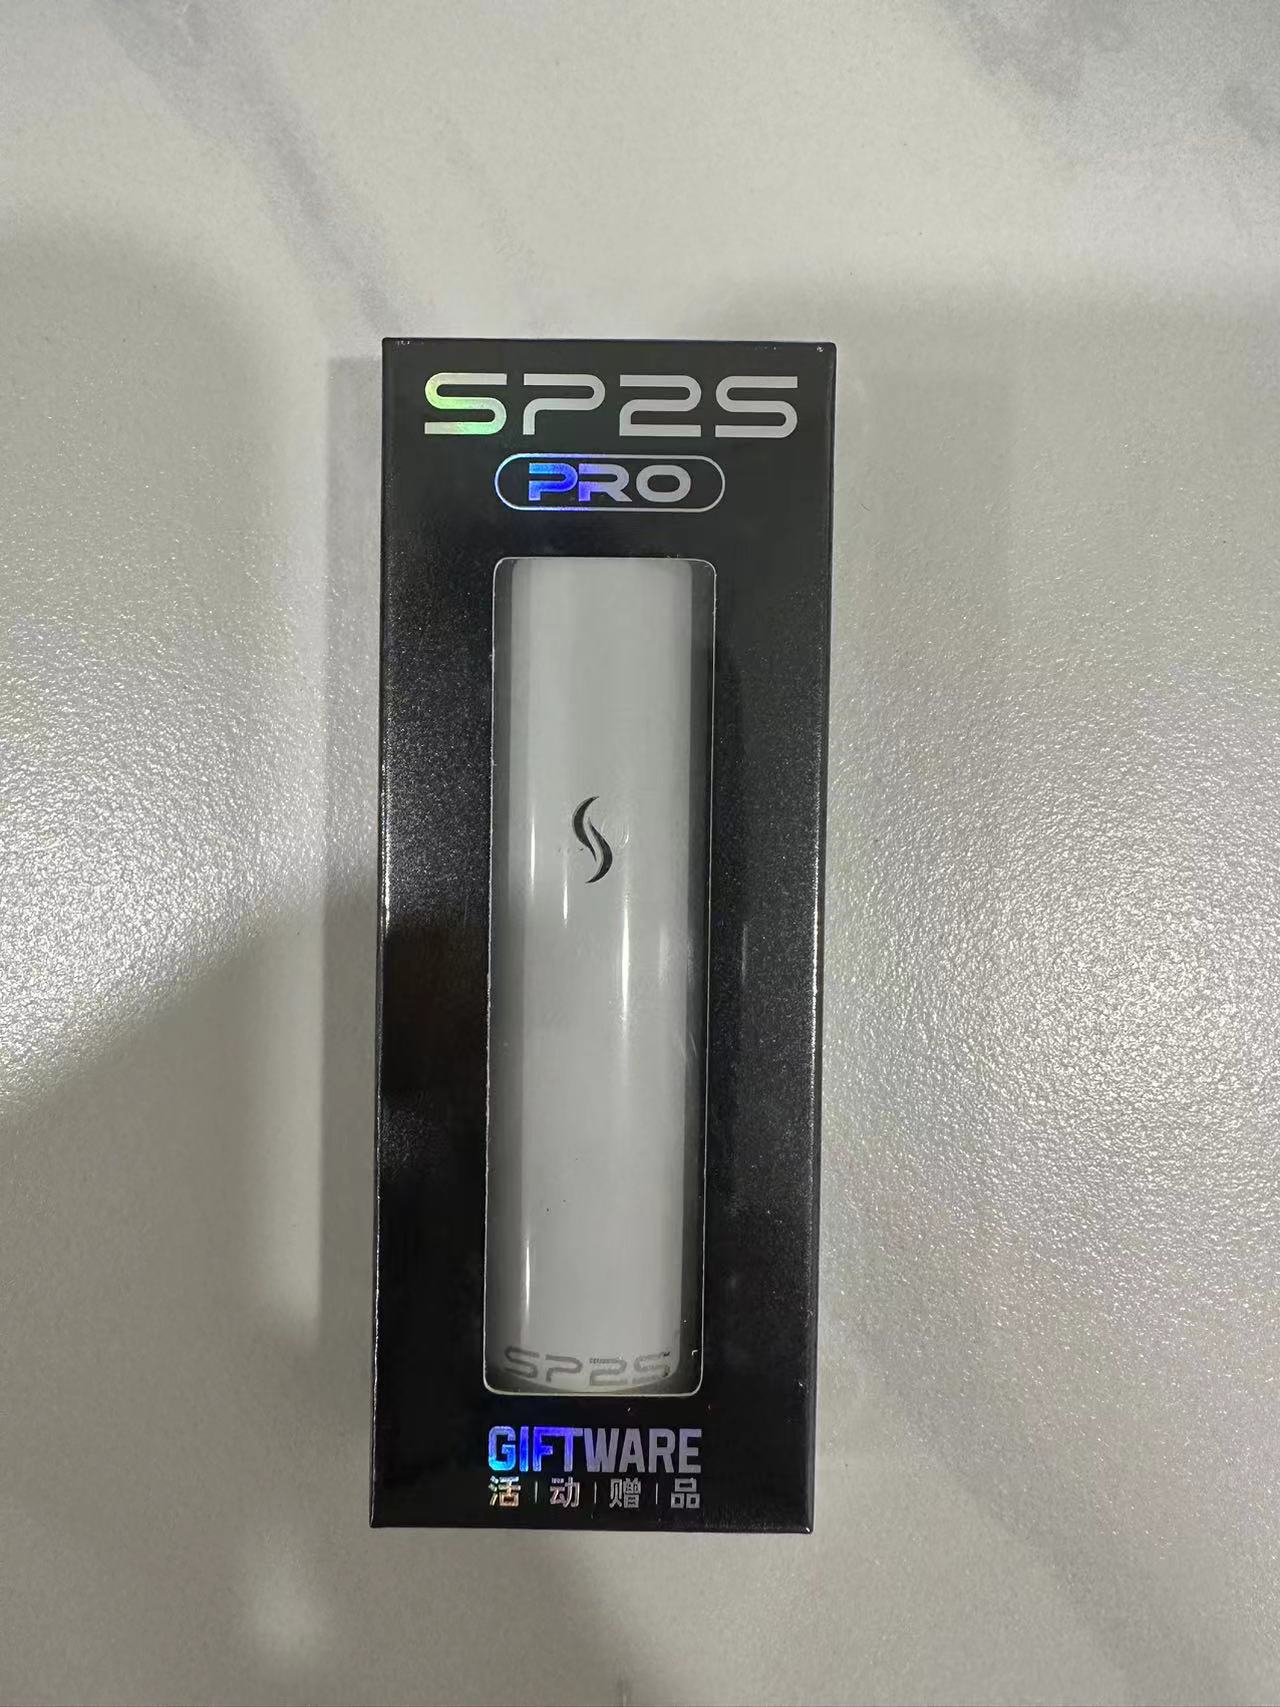 SP2S
PRO
SP2S
GIFTWARE
活 | 动 | 赠 | 品